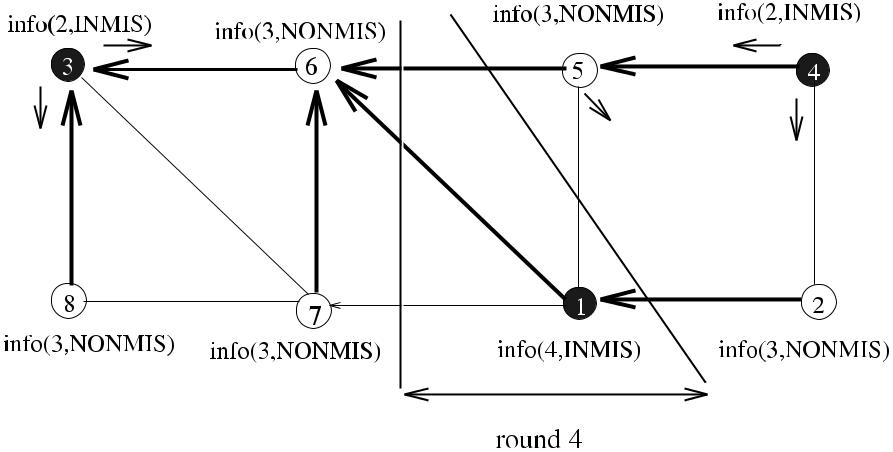 info(2,INMIS)
info(3,NONMIS)
info(3,NONMIS)
info(2,INMIS)
3
6
5
4
8
7
1
2
info(3,NONMIS)
info(3,NONMIS)
info(4,INMIS)
info(3,NONMIS)
round 4